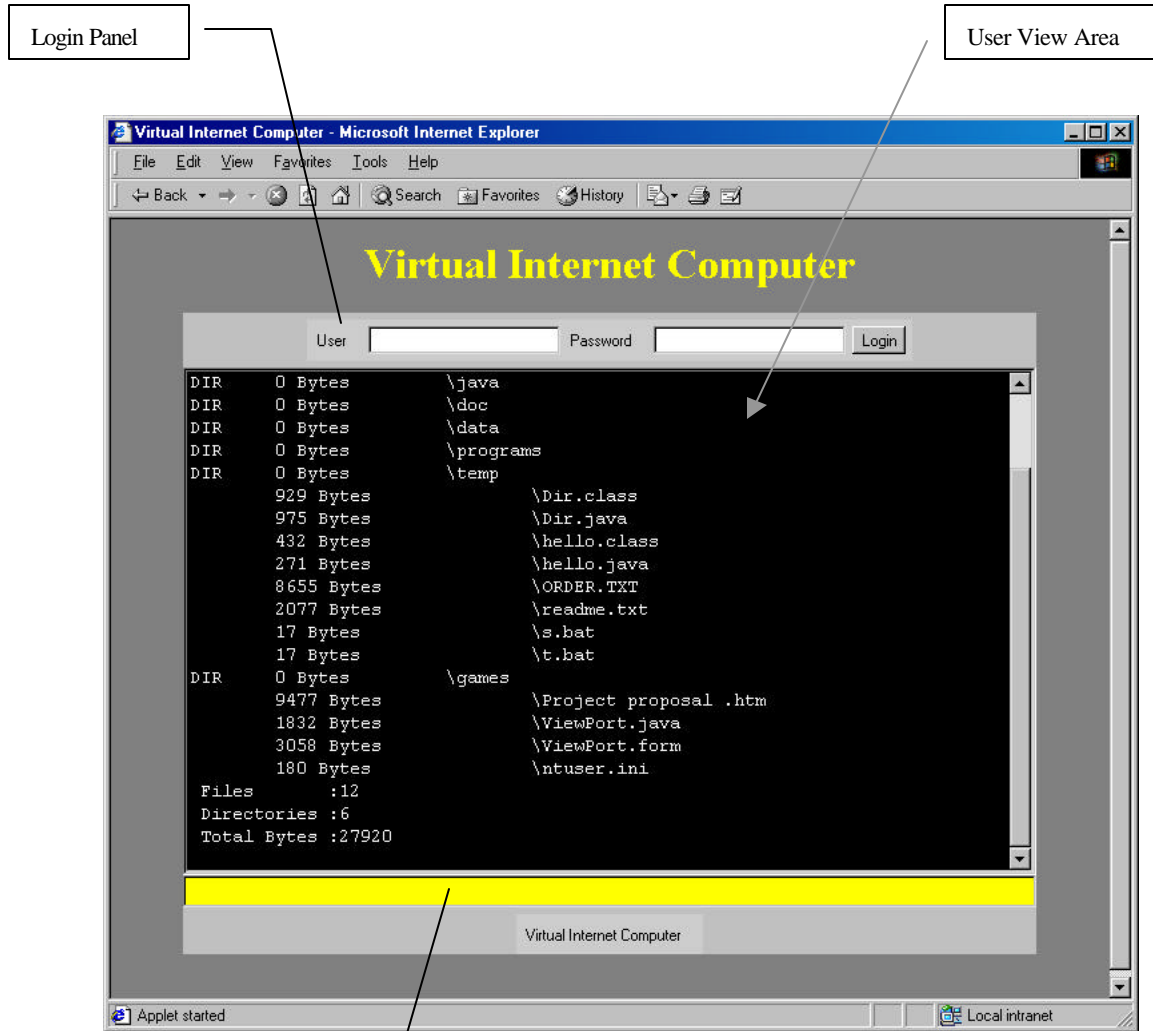 Login Panel
User View Area
Virtual Internet Computer - Microsoft Internet Explorer
File Edit View Favorites Tools Help
Back Search Favorites History
Virtual Internet Computer
User Password Login
DIR 0 Bytes \java
DIR 0 Bytes \doc
DIR 0 Bytes \data
DIR 0 Bytes \programs
DIR 0 Bytes \temp
929 Bytes \Dir.class
975 Bytes \Dir.java
432 Bytes \hello.class
271 Bytes \hello.java
8655 Bytes \ORDER.TXT
2077 Bytes \readme.txt
17 Bytes \s.bat
17 Bytes \t.bat
DIR 0 Bytes \games
9477 Bytes \Project proposal .htm
1832 Bytes \ViewPort.java
3058 Bytes \ViewPort.form
180 Bytes \ntuser.ini
Files :12
Directories :6
Total Bytes :27920
Virtual Internet Computer
Applet started Local intranet